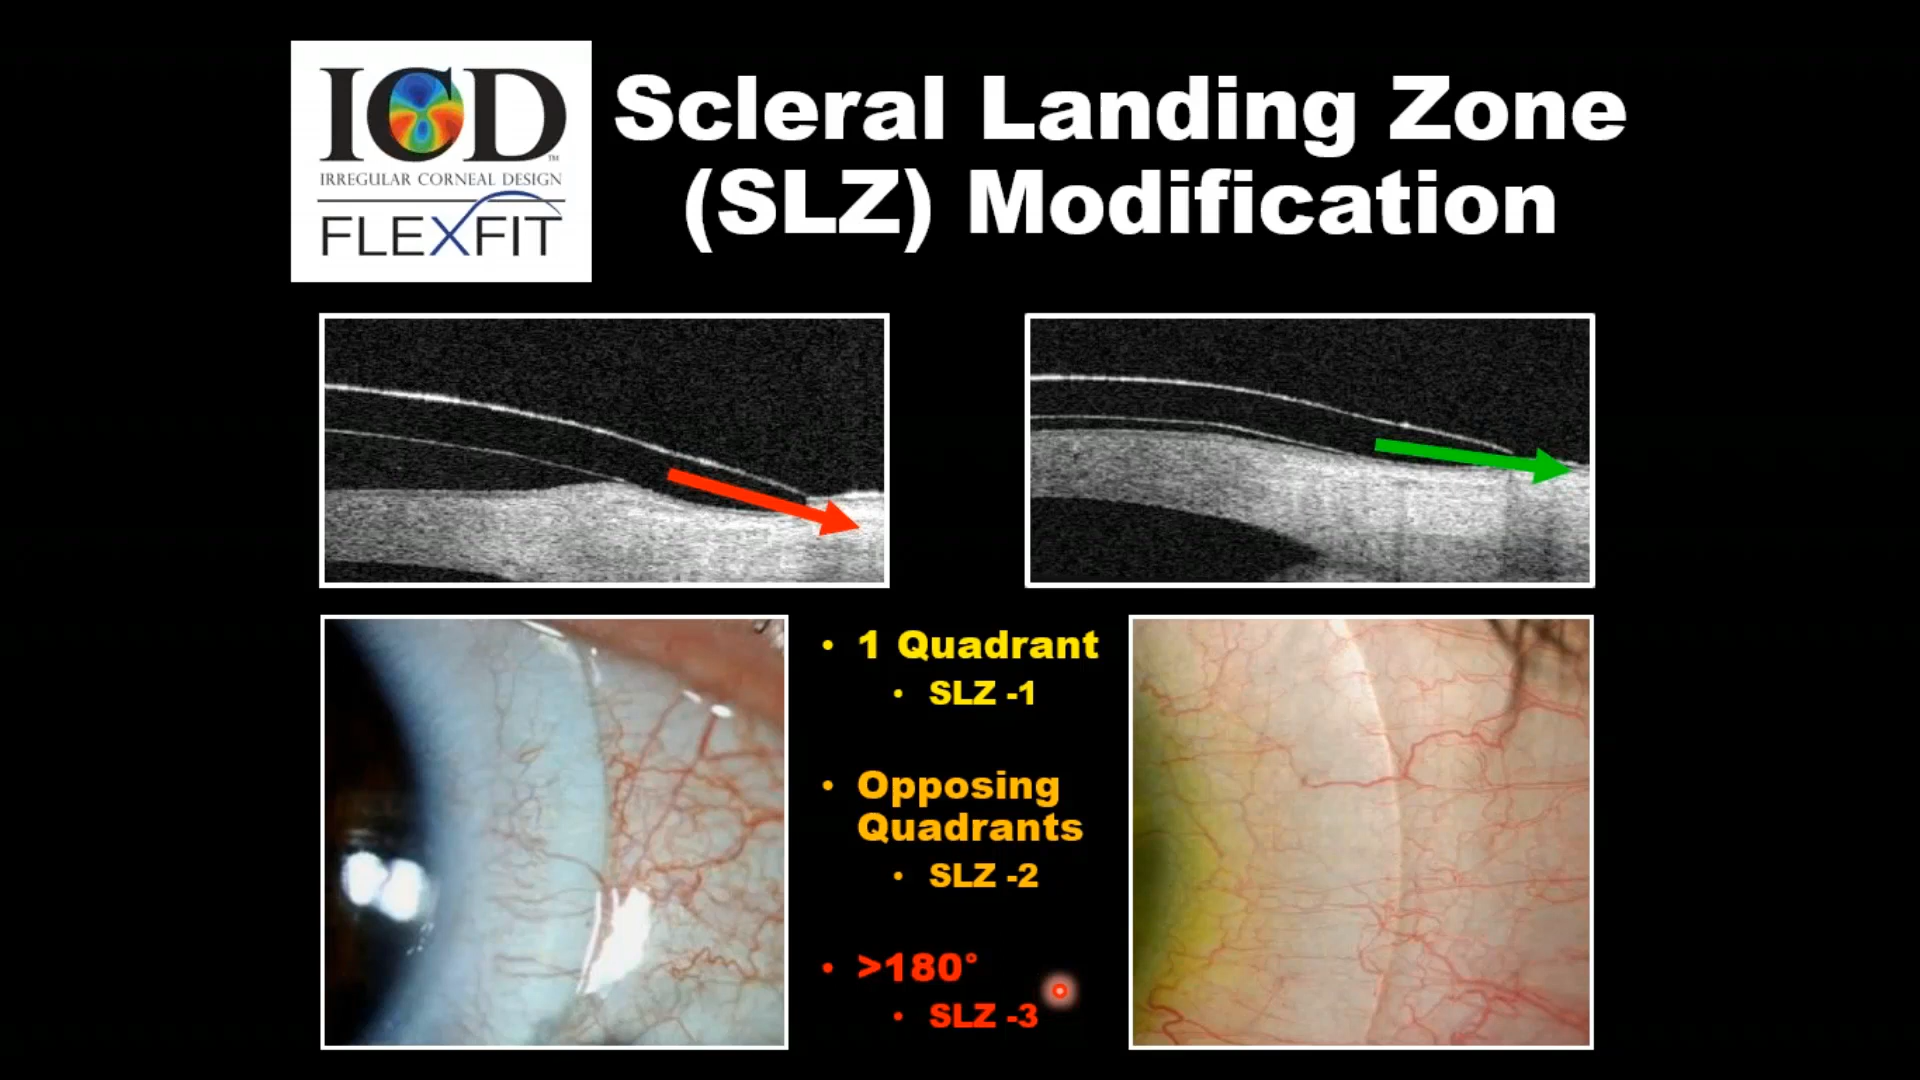 ICD™
IRREGULAR CORNEAL DESIGN
FLEXFIT
Scleral Landing Zone
(SLZ) Modification
• 1 Quadrant
• SLZ -1
• Opposing
Quadrants
• SLZ -2
• >180°
• SLZ -3